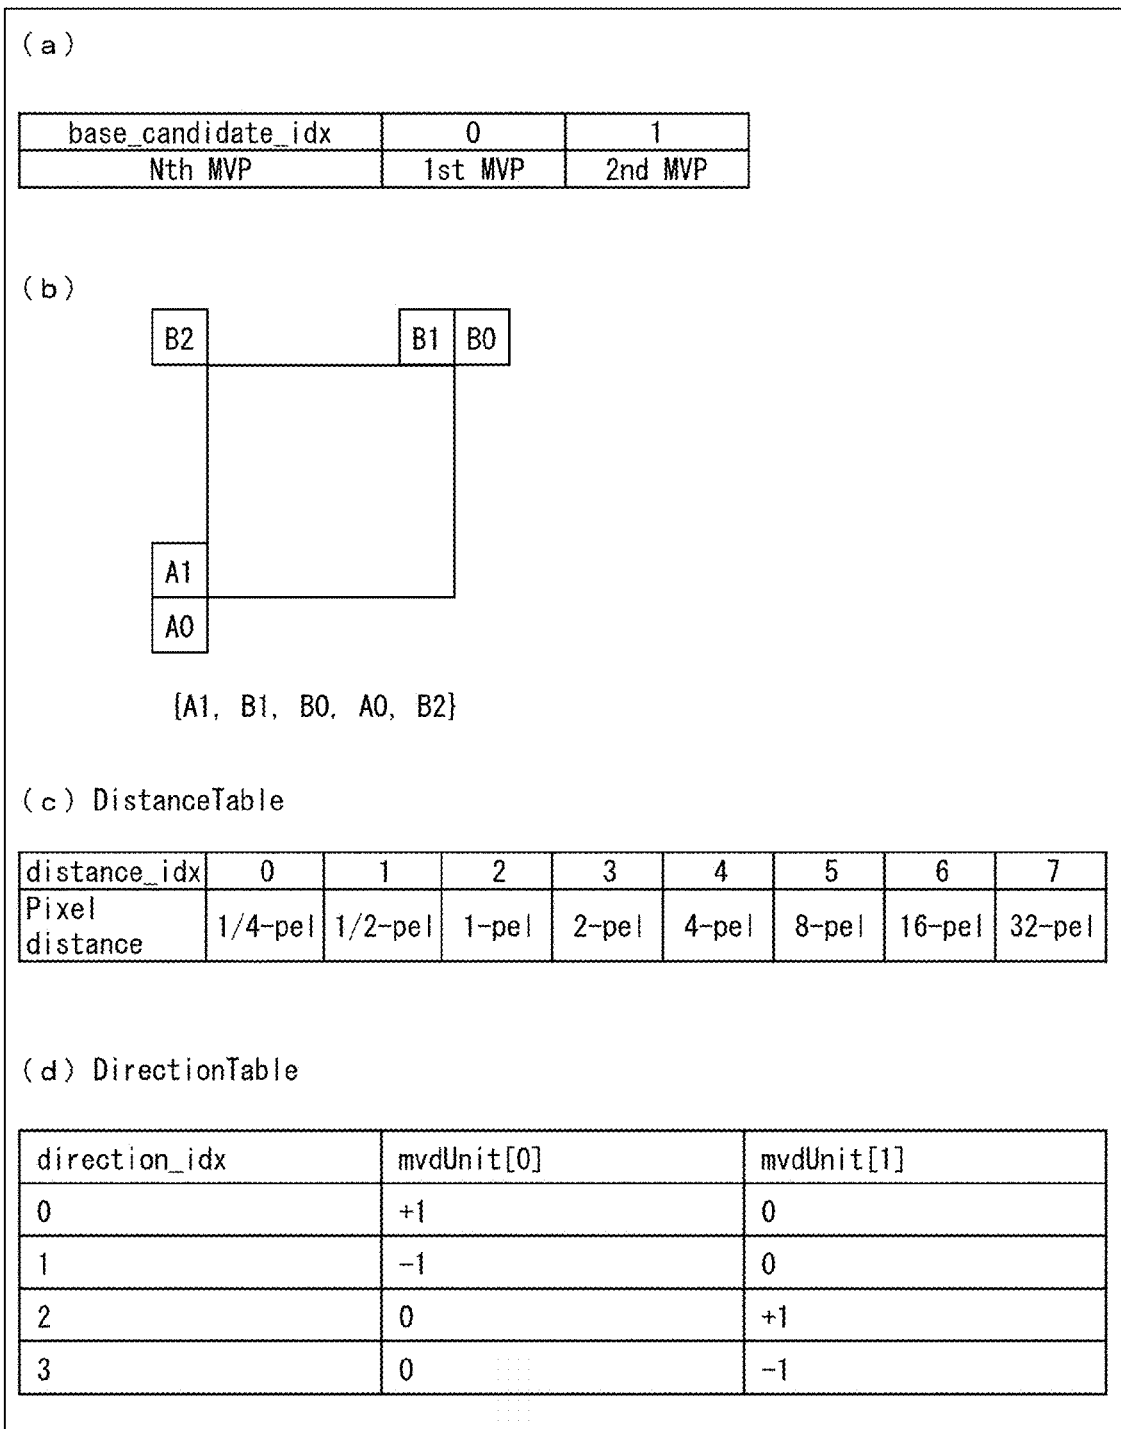 (a)
base_candidate_idx 0 1
Nth MVP 1st MVP 2nd MVP
(b)
B2 B1 B0
A1
A0
{A1, B1, B0, A0, B2}
(c) DistanceTable
distance_idx 0 1 2 3 4 5 6 7
Pixel distance 1/4-pel 1/2-pel 1-pel 2-pel 4-pel 8-pel 16-pel 32-pel
(d) DirectionTable
direction_idx mvdUnit[0] mvdUnit[1]
0 +1 0
1 -1 0
2 0 +1
3 0 -1